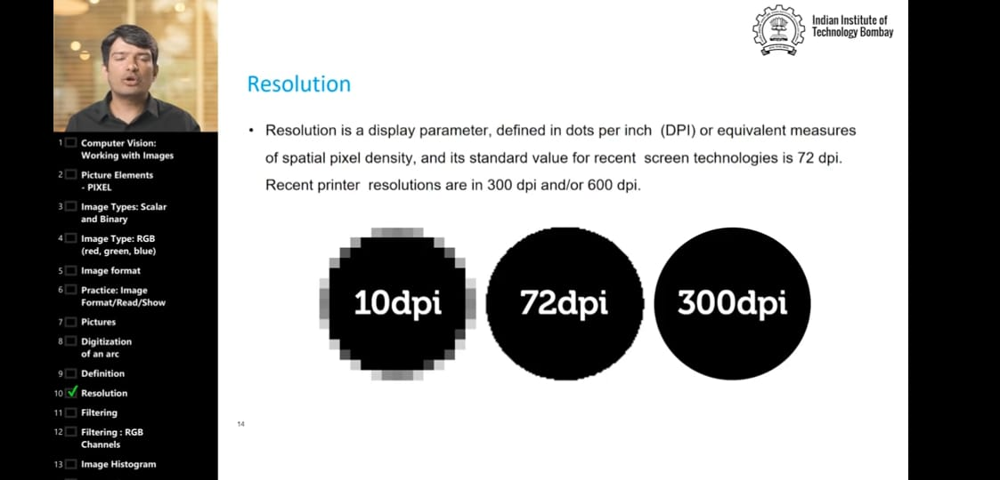 Indian Institute of
Technology Bombay
Resolution
• Resolution is a display parameter, defined in dots per inch (DPI) or equivalent measures
of spatial pixel density, and its standard value for recent screen technologies is 72 dpi.
Recent printer resolutions are in 300 dpi and/or 600 dpi.
10dpi
72dpi
300dpi
14
1 Computer Vision:
Working with Images
2 Picture Elements
- PIXEL
3 Image Types: Scalar
and Binary
4 Image Type: RGB
(red, green, blue)
5 Image format
6 Practice: Image
Format/Read/Show
7 Pictures
8 Digitization
of an arc
9 Definition
10 Resolution
11 Filtering
12 Filtering : RGB
Channels
13 Image Histogram